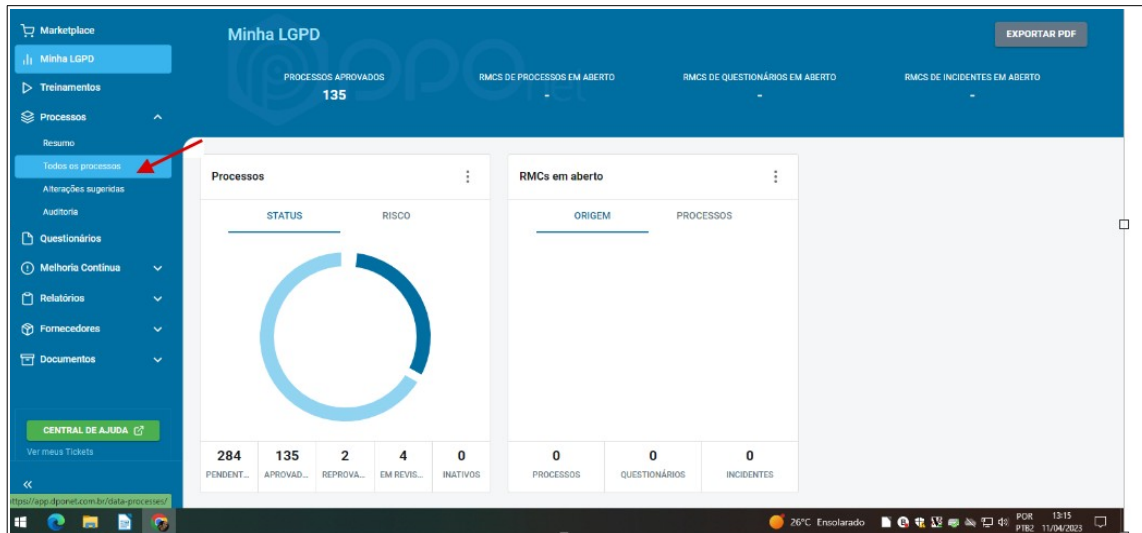 Marketplace
Minha LGPD
Treinamentos
Processos
Resumo
Todos os processos
Alterações sugeridas
Auditoria
Questionários
Melhoria Contínua
Relatórios
Fornecedores
Documentos
CENTRAL DE AJUDA
Ver meus Tickets
«
https://app.dponet.com.br/data-processes/
Minha LGPD
EXPORTAR PDF
DPO
net
PROCESSOS APROVADOS
135
RMCS DE PROCESSOS EM ABERTO
-
RMCS DE QUESTIONÁRIOS EM ABERTO
-
RMCS DE INCIDENTES EM ABERTO
-
Processos
STATUS RISCO
284 135 2 4 0
PENDENT... APROVAD... REPROVA... EM REVIS... INATIVOS
RMCs em aberto
ORIGEM PROCESSOS
0 0 0
PROCESSOS QUESTIONÁRIOS INCIDENTES
26°C Ensolarado
POR 13:15
PTB2 11/04/2023